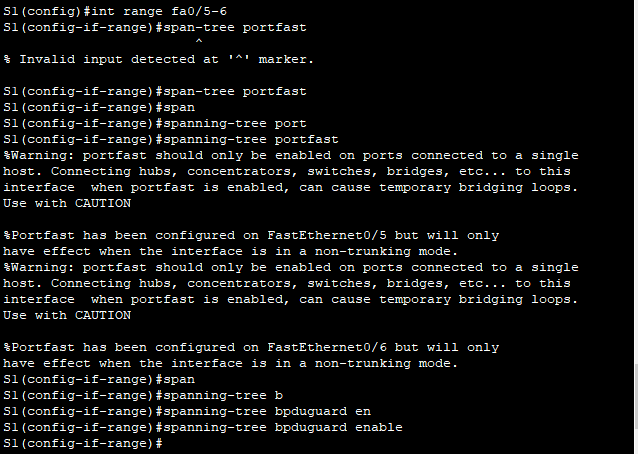 S1(config)#int range fa0/5-6
S1(config-if-range)#span-tree portfast
^
% Invalid input detected at '^' marker.
S1(config-if-range)#span-tree portfast
S1(config-if-range)#span
S1(config-if-range)#spanning-tree port
S1(config-if-range)#spanning-tree portfast
%Warning: portfast should only be enabled on ports connected to a single
host. Connecting hubs, concentrators, switches, bridges, etc... to this
interface  when portfast is enabled, can cause temporary bridging loops.
Use with CAUTION
%Portfast has been configured on FastEthernet0/5 but will only
have effect when the interface is in a non-trunking mode.
%Warning: portfast should only be enabled on ports connected to a single
host. Connecting hubs, concentrators, switches, bridges, etc... to this
interface  when portfast is enabled, can cause temporary bridging loops.
Use with CAUTION
%Portfast has been configured on FastEthernet0/6 but will only
have effect when the interface is in a non-trunking mode.
S1(config-if-range)#span
S1(config-if-range)#spanning-tree b
S1(config-if-range)#spanning-tree bpduguard en
S1(config-if-range)#spanning-tree bpduguard enable
S1(config-if-range)#